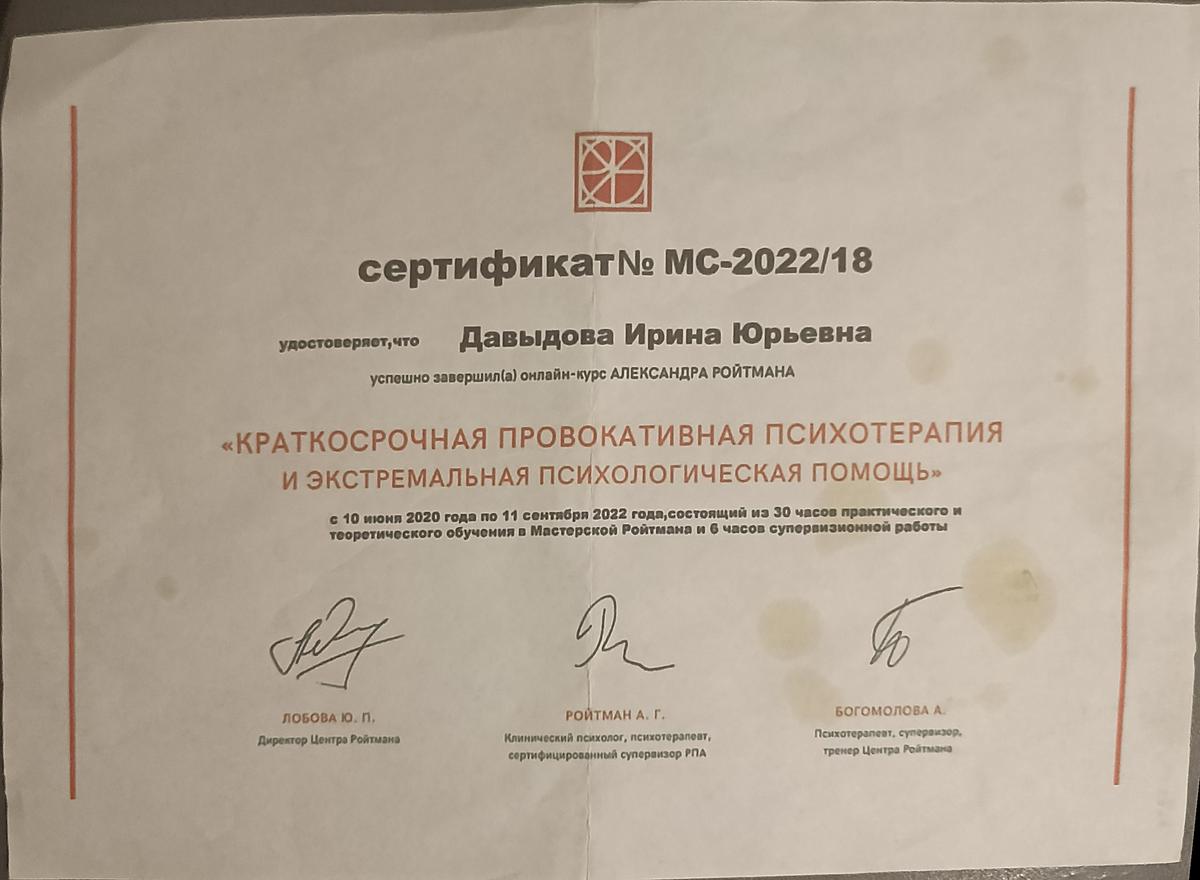 сертификат№ МС-2022/18
удостоверяет,что Давыдова Ирина Юрьевна
успешно завершил(а) онлайн-курс АЛЕКСАНДРА РОЙТМАНА
«КРАТКОСРОЧНАЯ ПРОВОКАТИВНАЯ ПСИХОТЕРАПИЯ
И ЭКСТРЕМАЛЬНАЯ ПСИХОЛОГИЧЕСКАЯ ПОМОЩЬ»
с 10 июня 2020 года по 11 сентября 2022 года,состоящий из 30 часов практического и
теоретического обучения в Мастерской Ройтмана и 6 часов супервизионной работы
ЛОБОВА Ю. П. РОЙТМАН А. Г. БОГОМОЛОВА А.
Директор Центра Ройтмана Клинический психолог, психотерапевт, Психотерапевт, супервизор,
сертифицированный супервизор РПА тренер Центра Ройтмана